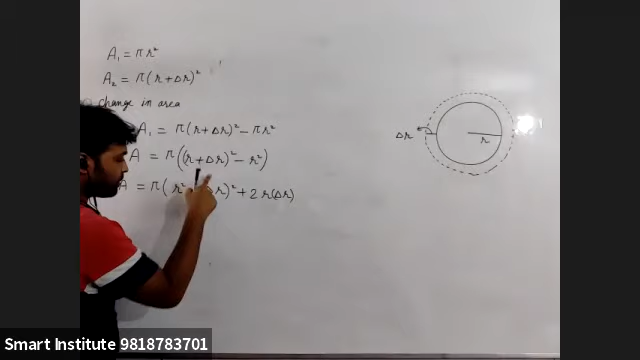 A₁ = πr²
A₂ = π(r + Δr)²
change in area
A₁ = π(r + Δr)² − πr²
A = π((r + Δr)² − r²)
= π( r² r)² + 2r(Δr)
Δr
r
Smart Institute 9818783701